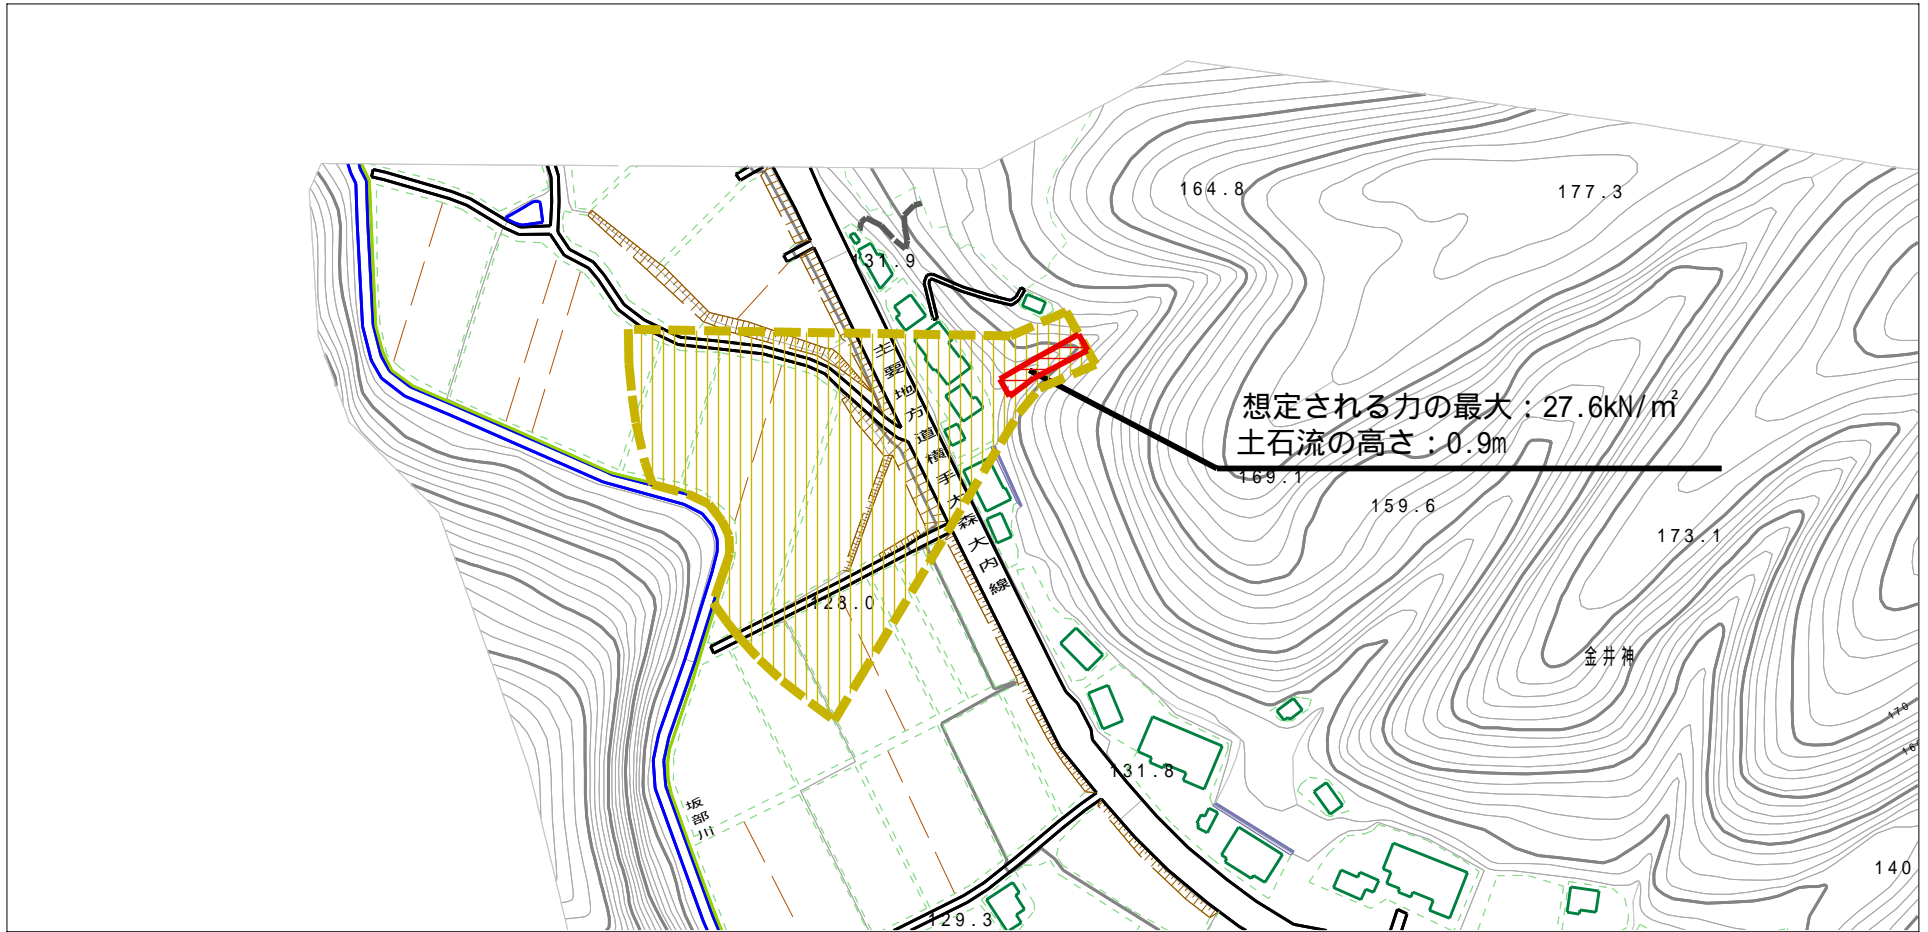 164.8
177.3
131.9
主要地方道横手大森大内線
想定される力の最大：27.6kN/㎡
土石流の高さ：0.9m
169.1
159.6
173.1
128.0
金井神
170
131.8
坂部川
140
129.3